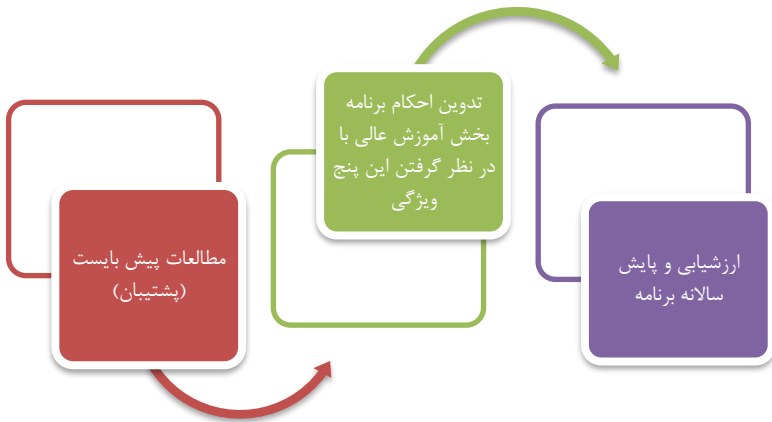 مطالعات پیش بایست
(پشتیبان)
تدوین احکام برنامه
بخش آموزش عالی با
در نظر گرفتن این پنج
ویژگی
ارزشیابی و پایش
سالانه برنامه